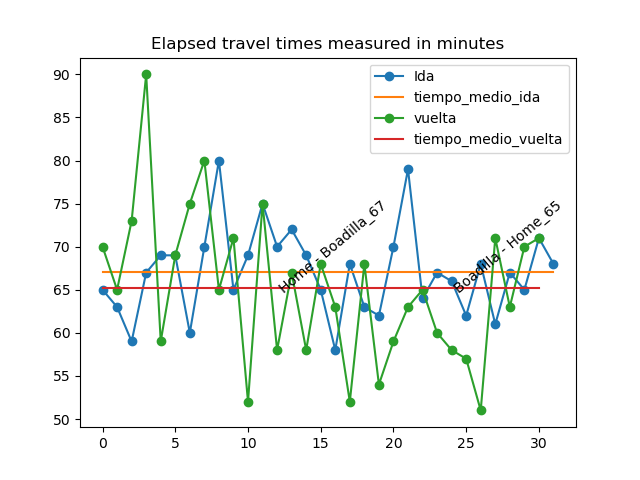 Elapsed travel times measured in minutes
90
85
80
75
70
65
60
55
50
Ida
tiempo_medio_ida
vuelta
tiempo_medio_vuelta
Home - Boadilla_67
Boadilla - Home_65
0 5 10 15 20 25 30